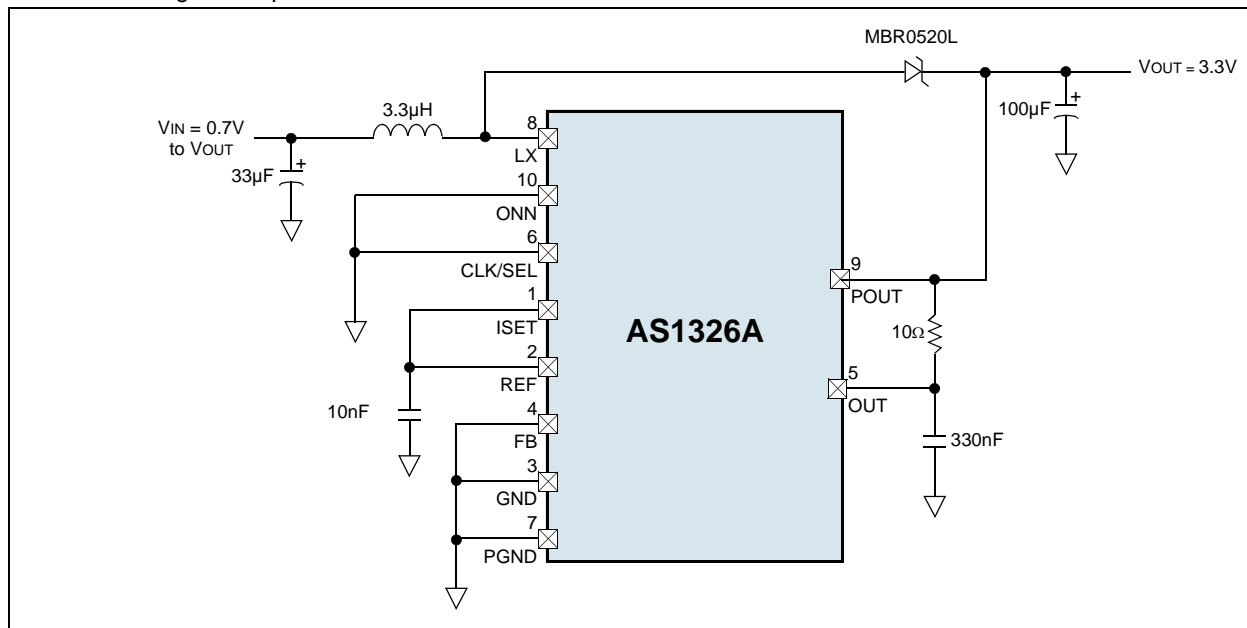 MBR0520L
VOUT = 3.3V
3.3µH
100µF
+
VIN = 0.7V
to VOUT
8
LX
33µF
+
10
ONN
6
CLK/SEL
9
POUT
1
ISET
AS1326A
10Ω
2
REF
5
OUT
10nF
4
FB
330nF
3
GND
7
PGND